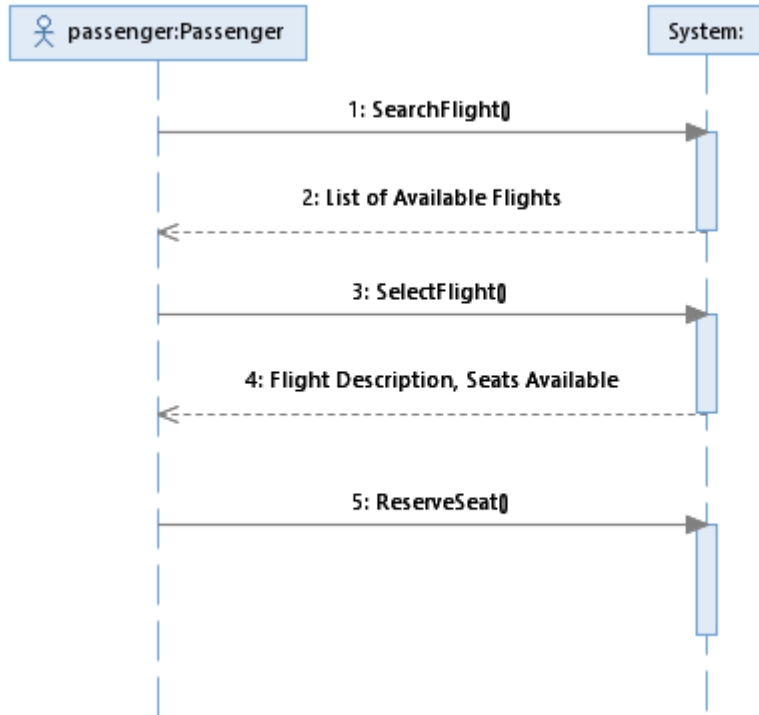 passenger:Passenger
System:
1: SearchFlight()
2: List of Available Flights
3: SelectFlight()
4: Flight Description, Seats Available
5: ReserveSeat()